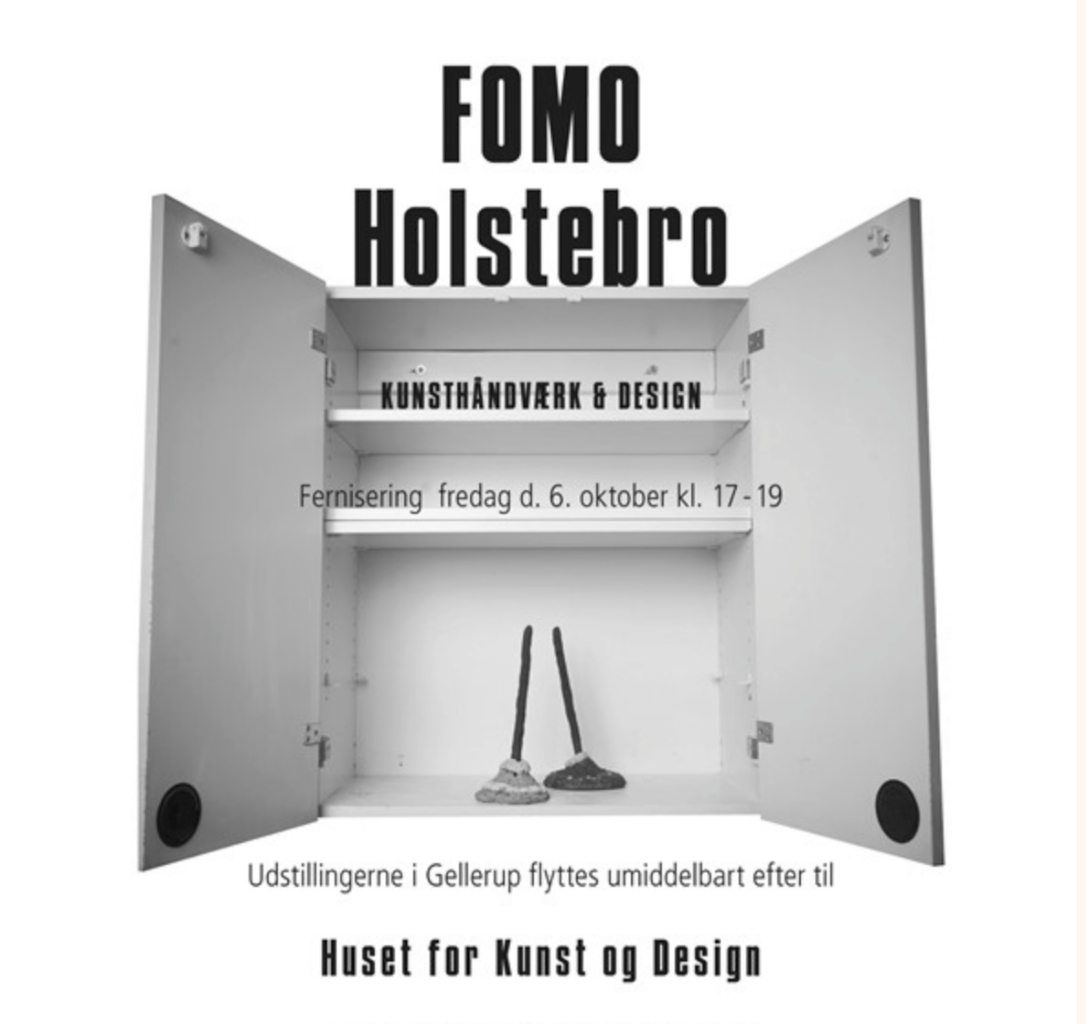 FOMO
Holstebro
KUNSTHÅNDVÆRK & DESIGN
Fernisering fredag d. 6. oktober kl. 17-19
Udstillingerne i Gellerup flyttes umiddelbart efter til
Huset for Kunst og Design